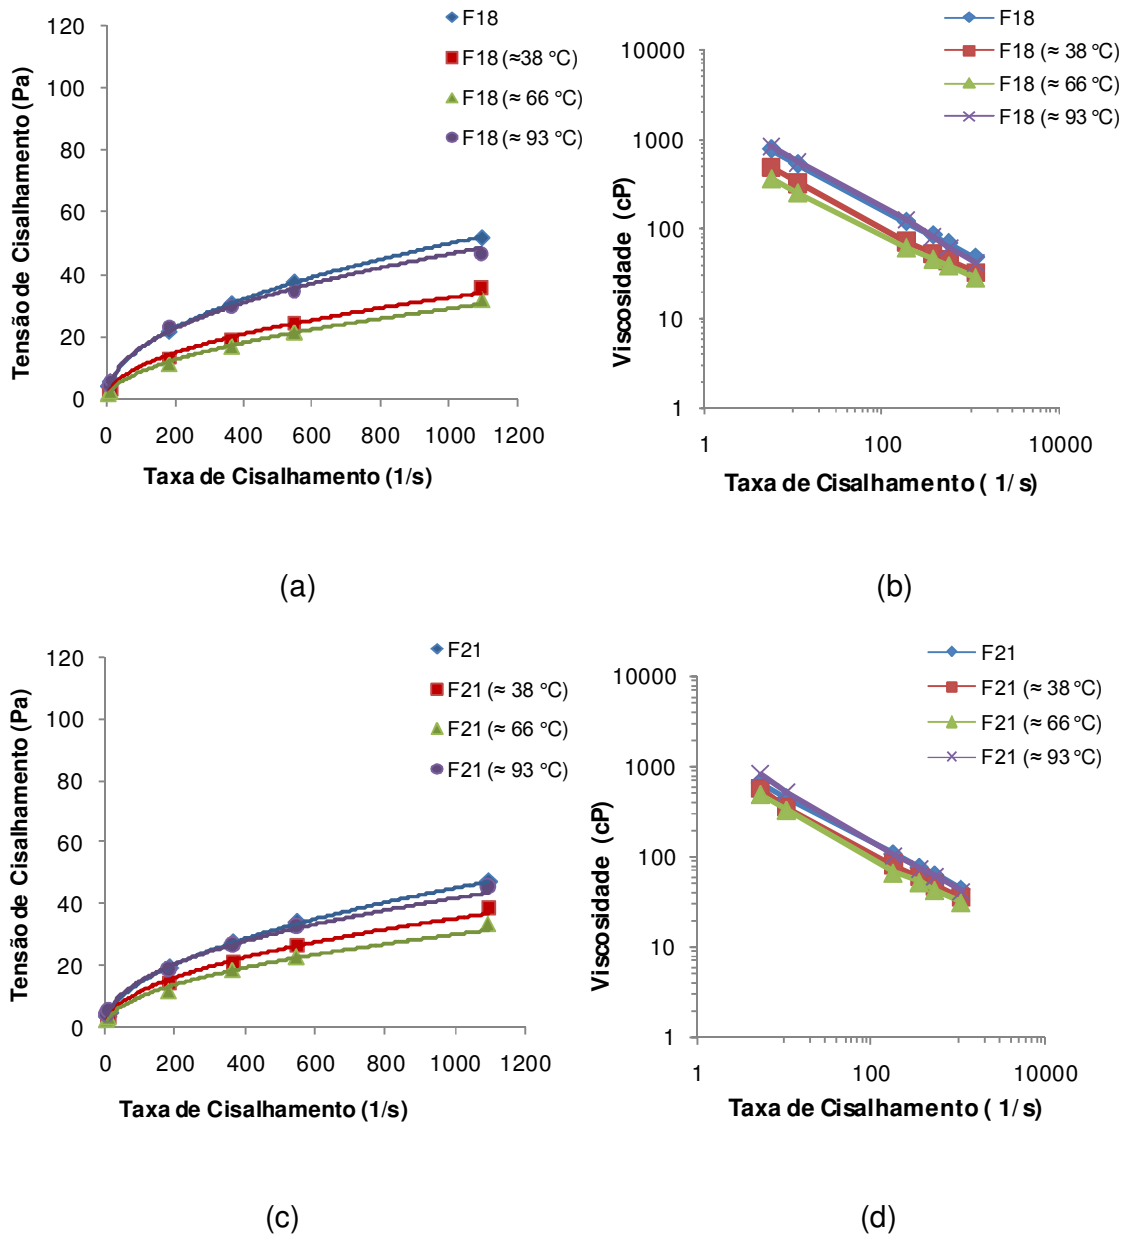 Tensão de Cisalhamento (Pa)
120
100
80
60
40
20
0
0 200 400 600 800 1000 1200
Taxa de Cisalhamento (1/s)
F18
F18 (≈38 °C)
F18 (≈ 66 °C)
F18 (≈ 93 °C)
(a)
Viscosidade (cP)
10000
1000
100
10
1
1 100 10000
Taxa de Cisalhamento ( 1/ s)
F18
F18 (≈ 38 °C)
F18 (≈ 66 °C)
F18 (≈ 93 °C)
(b)
Tensão de Cisalhamento (Pa)
120
100
80
60
40
20
0
0 200 400 600 800 1000 1200
Taxa de Cisalhamento (1/s)
F21
F21 (≈ 38 °C)
F21 (≈ 66 °C)
F21 (≈ 93 °C)
(c)
Viscosidade (cP)
10000
1000
100
10
1
1 100 10000
Taxa de Cisalhamento ( 1/ s)
F21
F21 (≈ 38 °C)
F21 (≈ 66 °C)
F21 (≈ 93 °C)
(d)